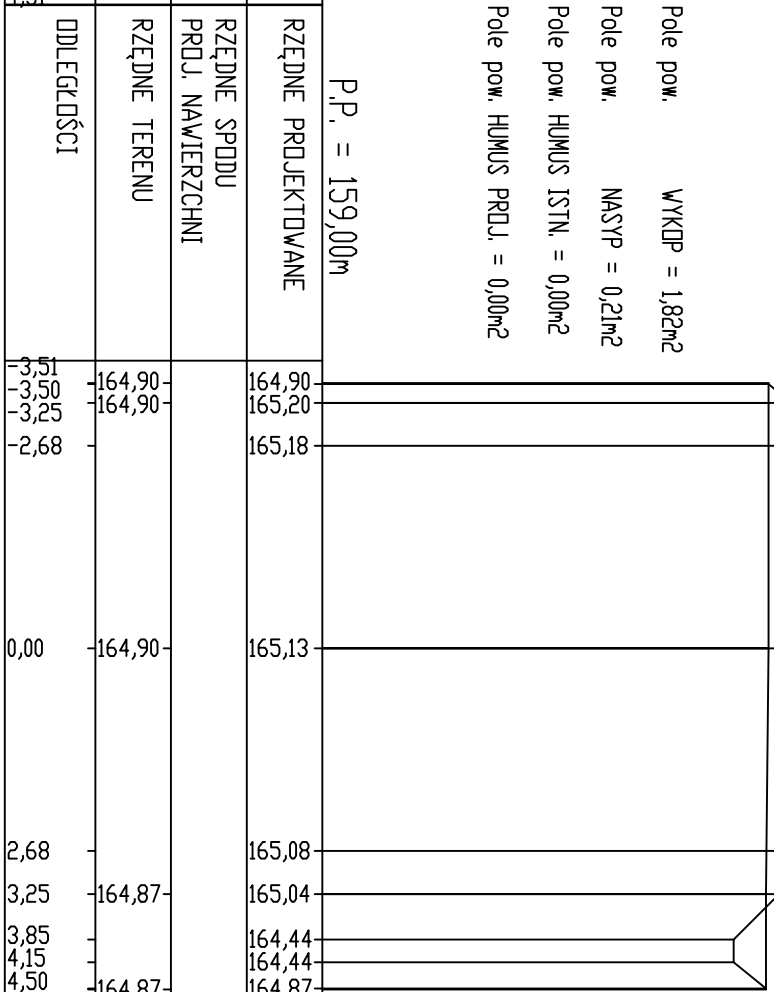 Pole pow. WYKOP = 1,82m2
Pole pow. NASYP = 0,21m2
Pole pow. HUMUS ISTN. = 0,00m2
Pole pow. HUMUS PROJ. = 0,00m2
P.P. = 159,00m
RZĘDNE PROJEKTOWANE
164,90
165,20
165,18
165,13
165,08
165,04
164,44
164,44
164,87
RZĘDNE SPODU
PROJ. NAWIERZCHNI
RZĘDNE TERENU
164,90
164,90
164,90
164,87
164,87
ODLEGŁOŚCI
-3,51
-3,50
-3,25
-2,68
0,00
2,68
3,25
3,85
4,15
4,50